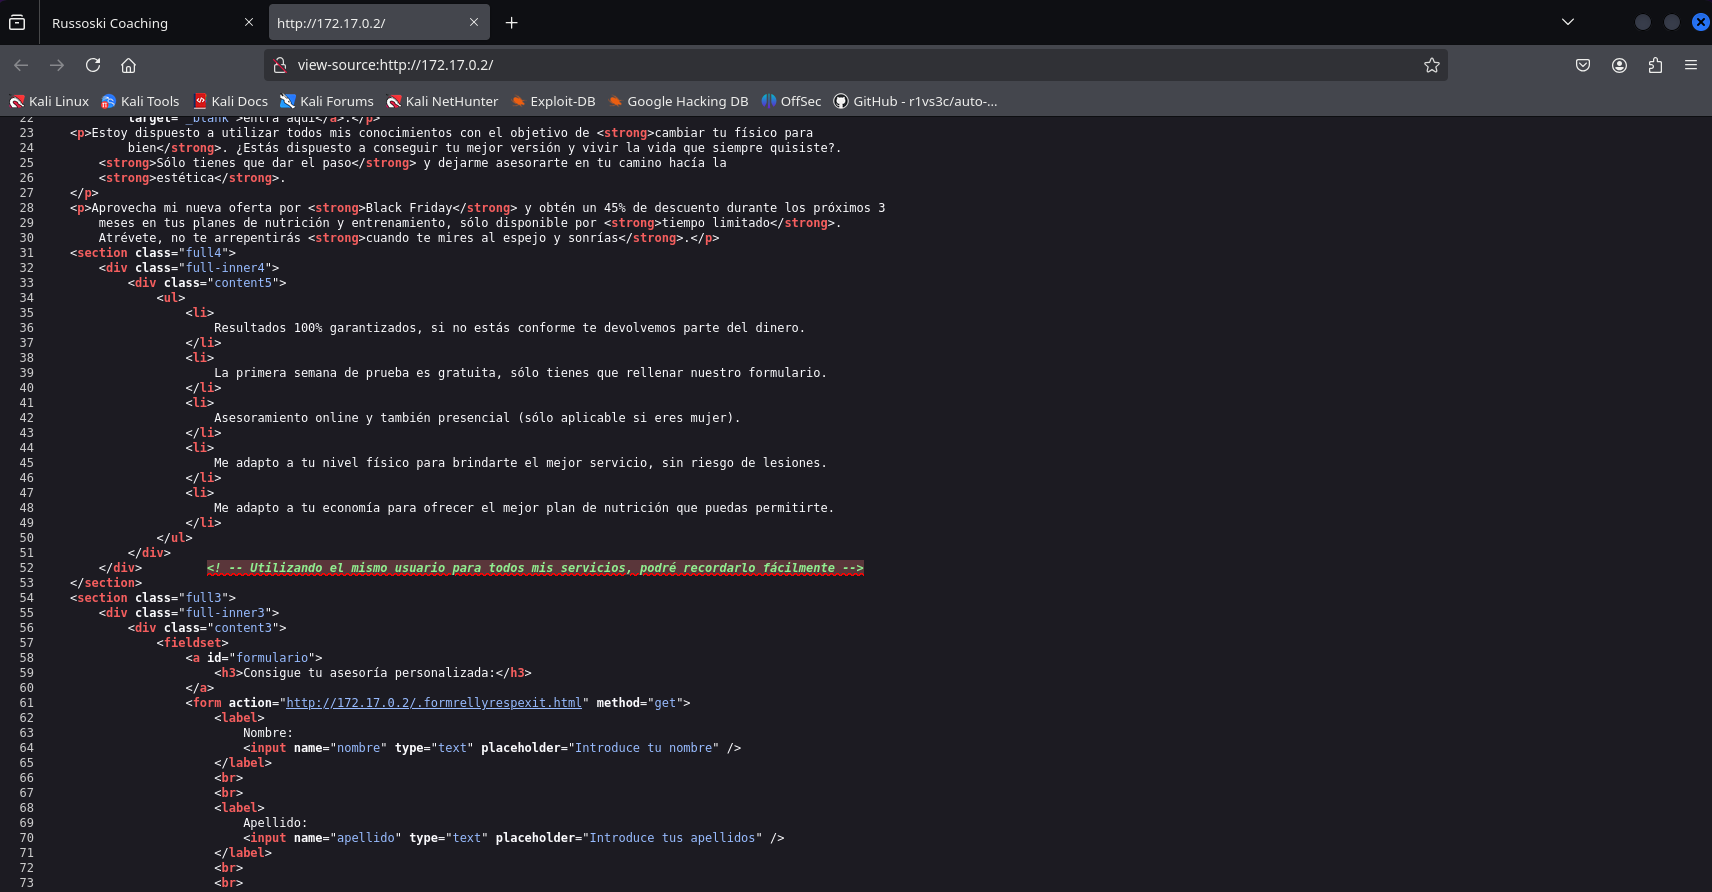 Russoski Coaching
http://172.17.0.2/
view-source:http://172.17.0.2/
Kali Linux Kali Tools Kali Docs Kali Forums Kali NetHunter Exploit-DB Google Hacking DB OffSec GitHub - r1vs3c/auto-...
22 target="_blank">entra aquí</a>.</p>
23 <p>Estoy dispuesto a utilizar todos mis conocimientos con el objetivo de <strong>cambiar tu físico para
24 bien</strong>. ¿Estás dispuesto a conseguir tu mejor versión y vivir la vida que siempre quisiste?.
25 <strong>Sólo tienes que dar el paso</strong> y dejarme asesorarte en tu camino hacía la
26 <strong>estética</strong>.
27 </p>
28 <p>Aprovecha mi nueva oferta por <strong>Black Friday</strong> y obtén un 45% de descuento durante los próximos 3
29 meses en tus planes de nutrición y entrenamiento, sólo disponible por <strong>tiempo limitado</strong>.
30 Atrévete, no te arrepentirás <strong>cuando te mires al espejo y sonrías</strong>.</p>
31 <section class="full4">
32 <div class="full-inner4">
33 <div class="content5">
34 <ul>
35 <li>
36 Resultados 100% garantizados, si no estás conforme te devolvemos parte del dinero.
37 </li>
38 <li>
39 La primera semana de prueba es gratuita, sólo tienes que rellenar nuestro formulario.
40 </li>
41 <li>
42 Asesoramiento online y también presencial (sólo aplicable si eres mujer).
43 </li>
44 <li>
45 Me adapto a tu nivel físico para brindarte el mejor servicio, sin riesgo de lesiones.
46 </li>
47 <li>
48 Me adapto a tu economía para ofrecer el mejor plan de nutrición que puedas permitirte.
49 </li>
50 </ul>
51 </div>
52 </div> <! -- Utilizando el mismo usuario para todos mis servicios, podré recordarlo fácilmente -->
53 </section>
54 <section class="full3">
55 <div class="full-inner3">
56 <div class="content3">
57 <fieldset>
58 <a id="formulario">
59 <h3>Consigue tu asesoría personalizada:</h3>
60 </a>
61 <form action="http://172.17.0.2/.formrellyrespexit.html" method="get">
62 <label>
63 Nombre:
64 <input name="nombre" type="text" placeholder="Introduce tu nombre" />
65 </label>
66 <br>
67 <br>
68 <label>
69 Apellido:
70 <input name="apellido" type="text" placeholder="Introduce tus apellidos" />
71 </label>
72 <br>
73 <br>